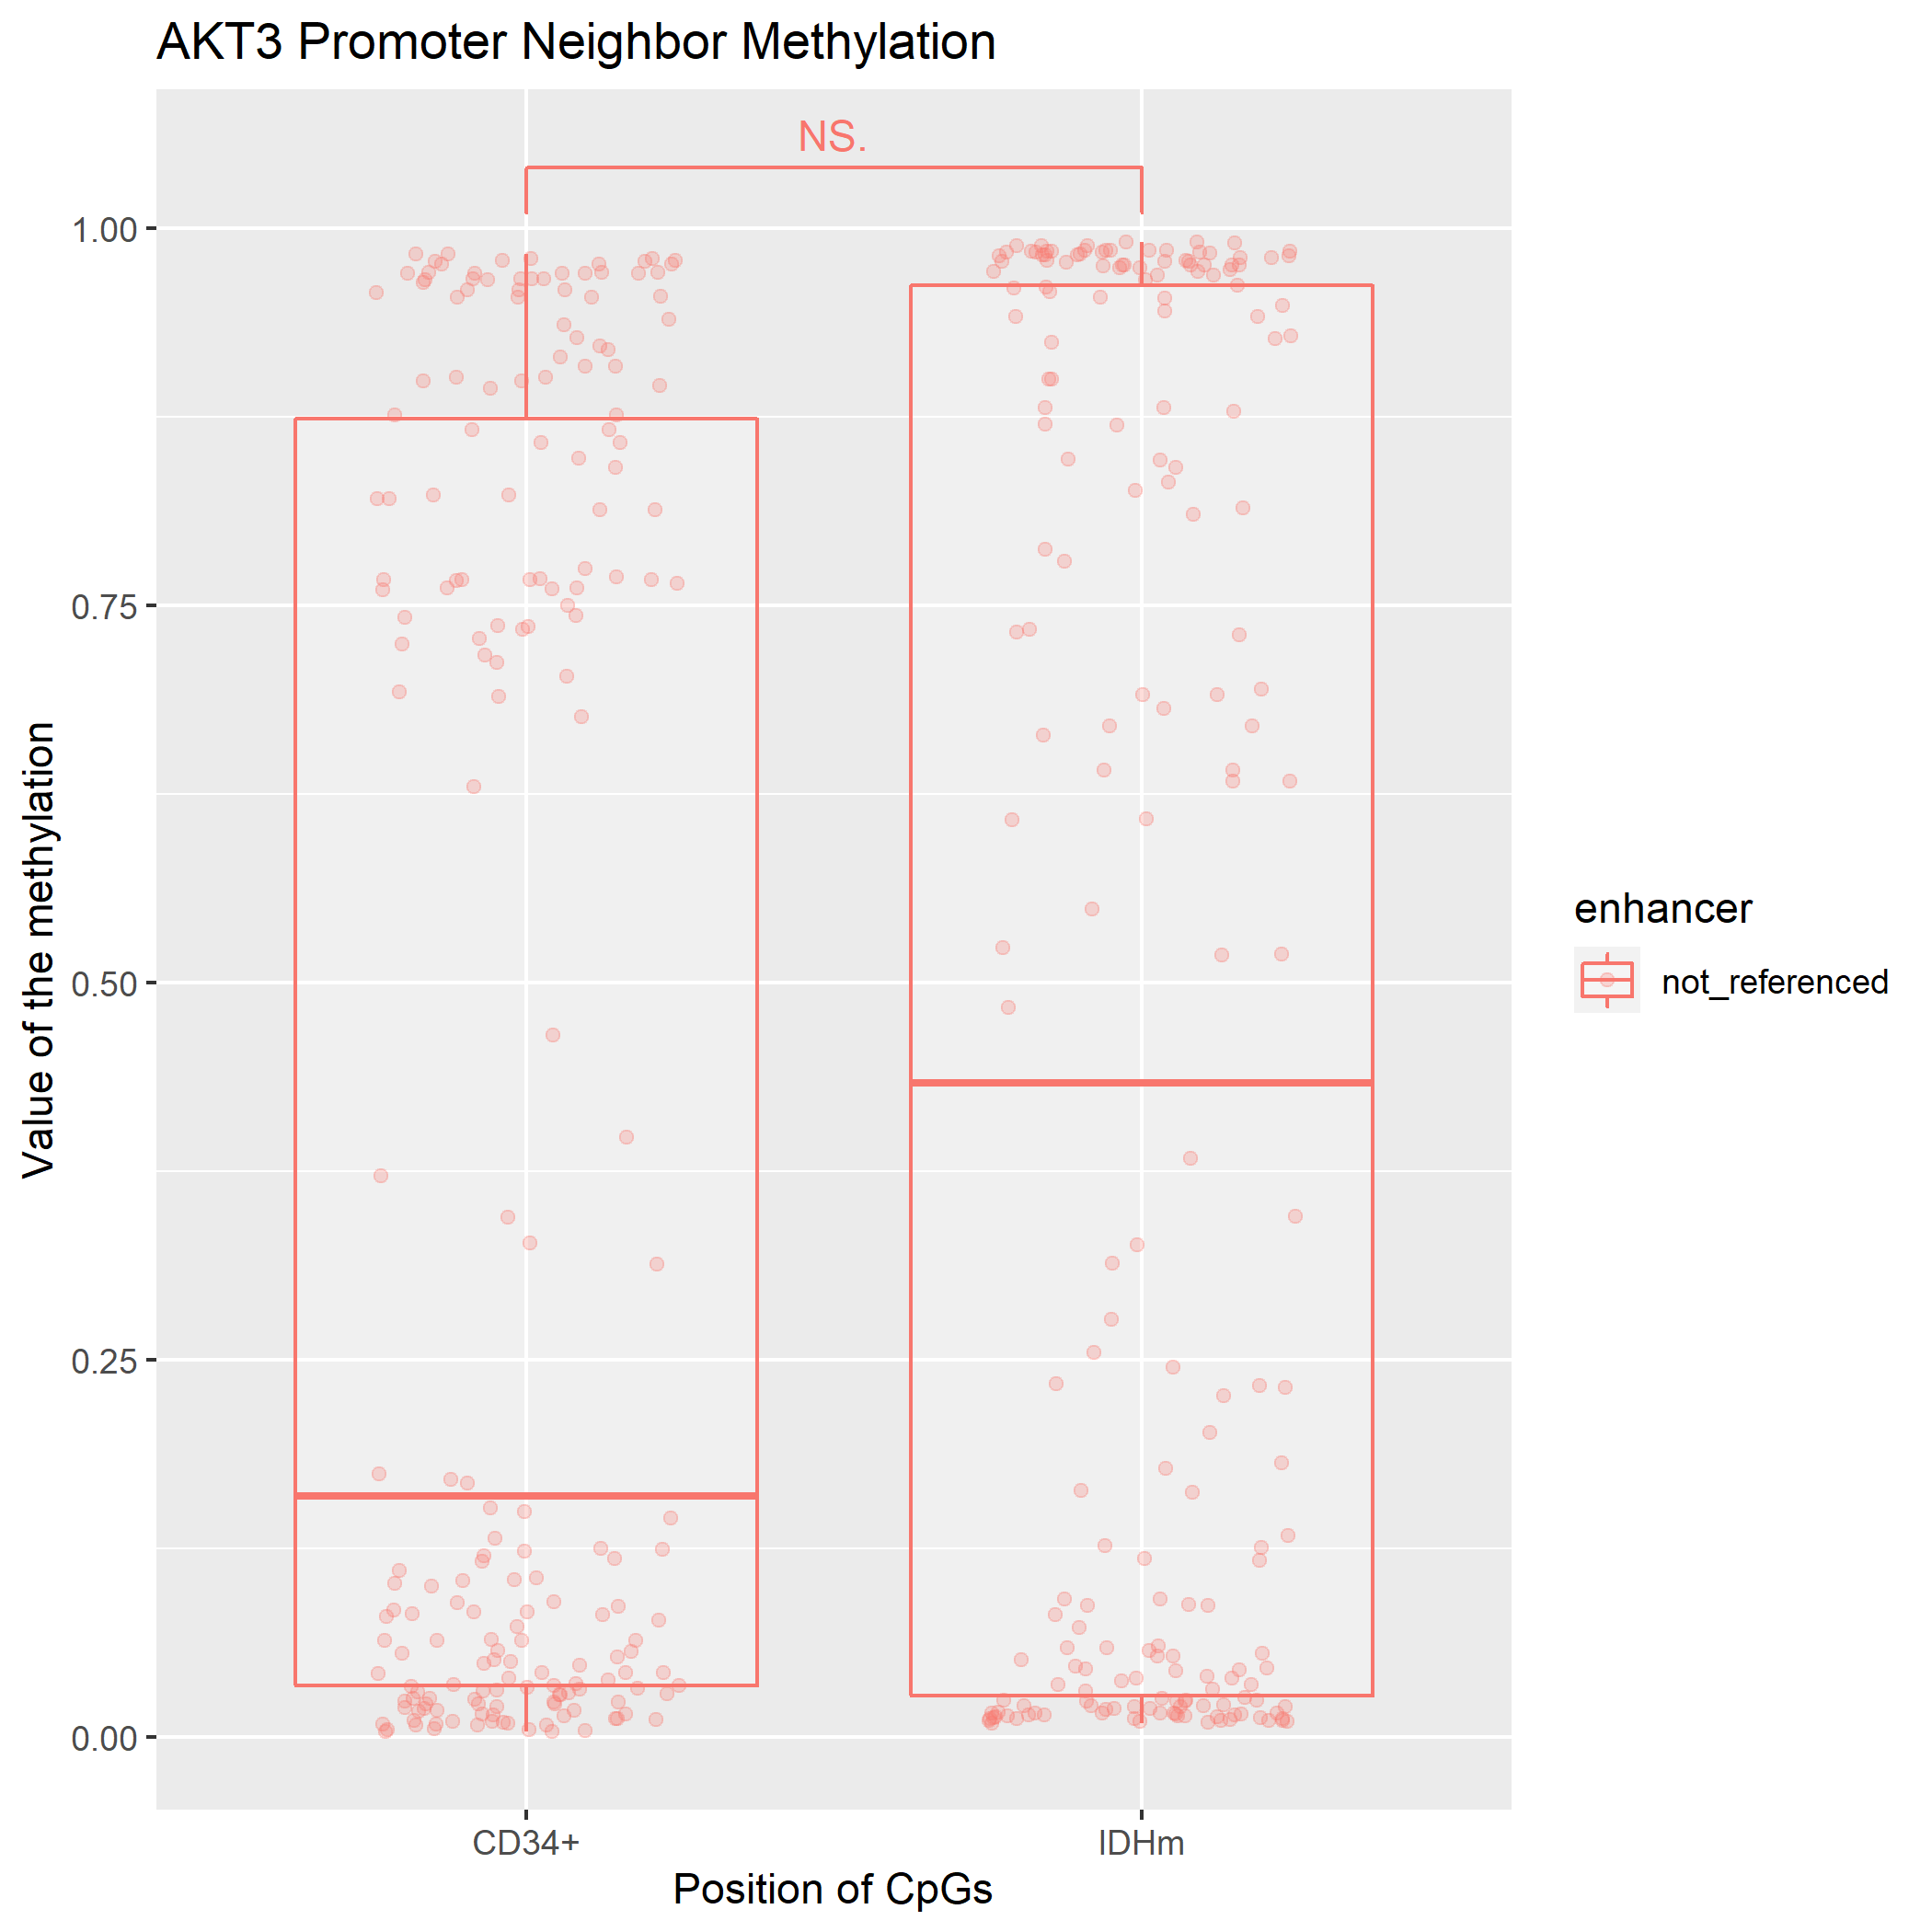 AKT3 Promoter Neighbor Methylation
NS.
1.00
0.75
0.50
0.25
0.00
Value of the methylation
CD34+
IDHm
Position of CpGs
enhancer
not_referenced